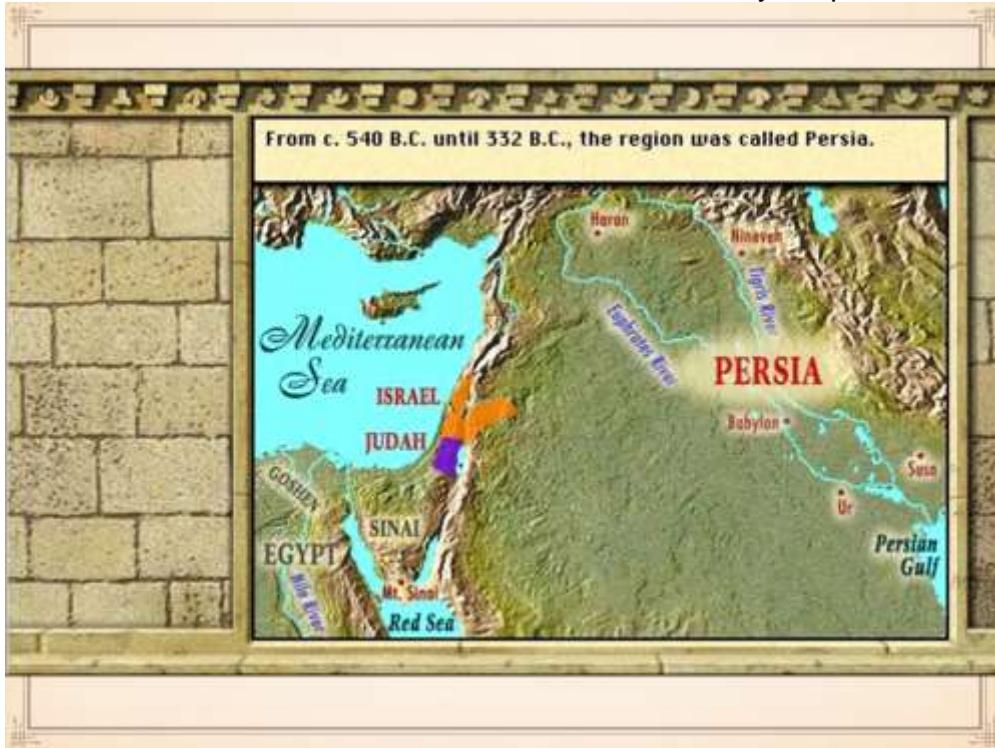 From c. 540 B.C. until 332 B.C., the region was called Persia.
Haran
Nineveh
Tigris River
Euphrates River
Mediterranean
Sea
PERSIA
ISRAEL
Babylon
JUDAH
Susa
GOSHEN
Ur
SINAI
EGYPT
Persian
Gulf
Mt. Sinai
Nile River
Red Sea